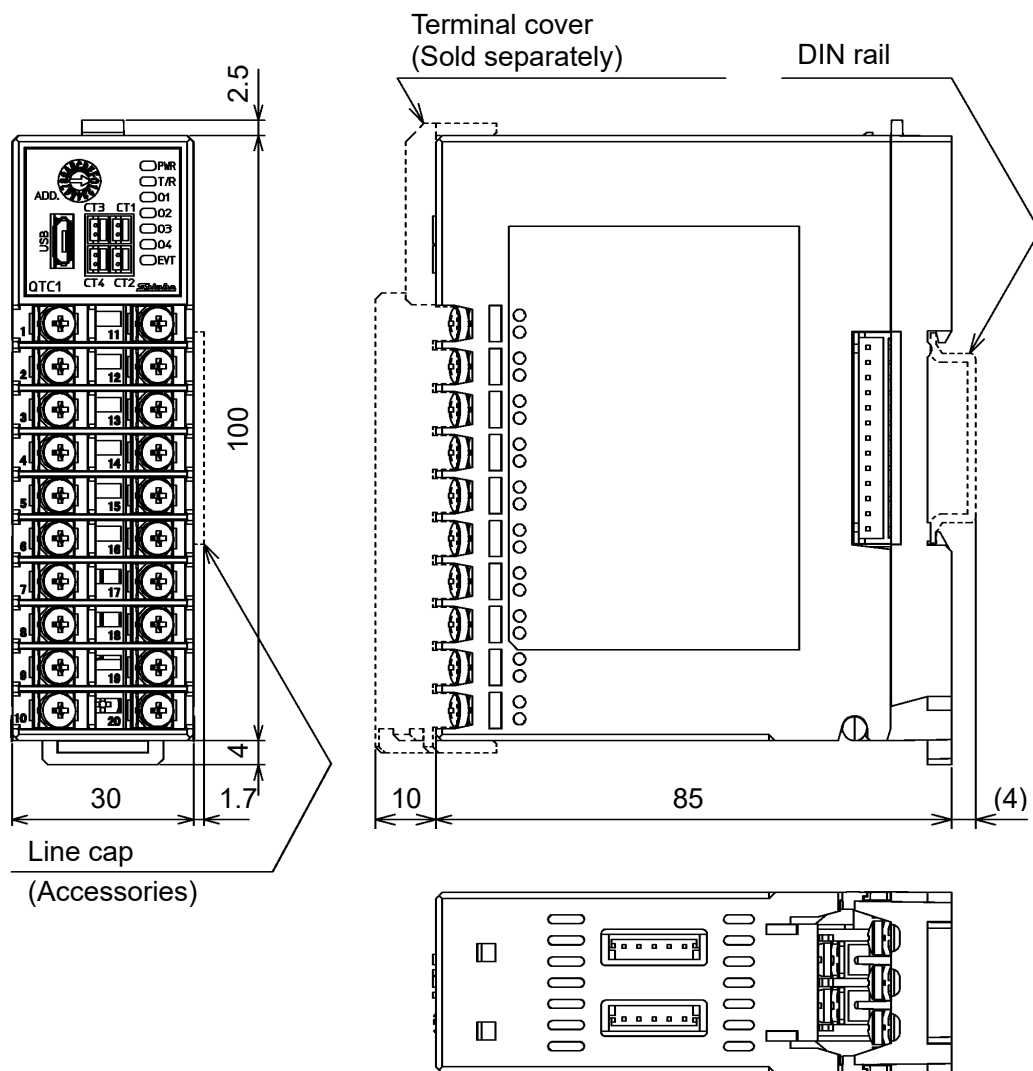 Terminal cover
(Sold separately)
DIN rail
2.5
PWR
T/R
ADD.
O1
CT3 CT1
O2
USB
O3
O4
EVT
CT4 CT2
QTC1
Shinko
1 11
2 12
3 13
4 14
5 15
6 16
7 17
8 18
9 19
10 20
100
4
30
1.7
10
85
(4)
Line cap
(Accessories)